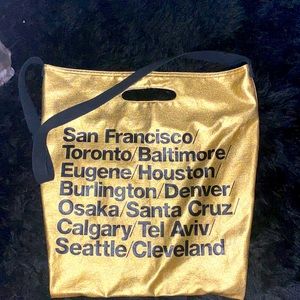 San Francisco/
Toronto/Baltimore/
Eugene/Houston/
Burlington/Denver/
Osaka/Santa Cruz/
Calgary/Tel Aviv/
Seattle/Cleveland